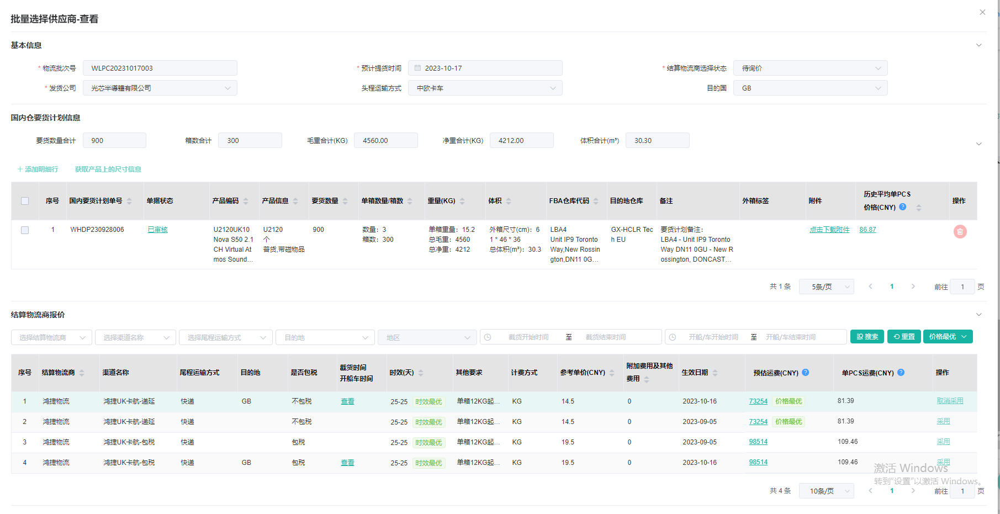 批量选择供应商-查看
基本信息
* 物流批次号 WLPC20231017003 * 预计提货时间 2023-10-17 * 结算物流商选择状态 待询价
* 发货公司 光芯半導體有限公司 头程运输方式 中欧卡车 目的国 GB
国内仓要货计划信息
要货数量合计 900 箱数合计 300 毛重合计(KG) 4560.00 净重合计(KG) 4212.00 体积合计(m³) 30.30
+ 添加明细行 获取产品上的尺寸信息
序号 国内要货计划单号 单据状态 产品编码 产品信息 要货数量 单箱数量/箱数 重量(KG) 体积 FBA仓库代码 目的地仓库 备注 外箱标签 附件 历史平均单PCS 操作
价格(CNY)
1 WHDP230928006 已审核 U2120UK10 U2120 900 数量：3 单箱重量：15.2 外箱尺寸(cm)：6 LBA4 GX-HCLR Tec 要货计划备注： 点击下载附件 86.87
Nova S50 2.1 个 箱数：300 总毛重：4560 1 * 46 * 36 Unit IP9 Toronto h EU LBA4 - Unit IP9 Toronto
CH Virtual At 普货,带磁物品 总净重：4212 总体积(m³)：30.3 Way,New Rossin Way DN11 0GU - New R
mos Sound... gton,DN11 0G... ossington, DONCAST...
共 1 条 5条/页 1 前往 1 页
结算物流商报价
选择结算物流商 选择渠道名称 选择尾程运输方式 目的地 地区 截货开始时间 至 截货结束时间 开船/车开始时间 至 开船/车结束时间 搜索 重置 价格最优
序号 结算物流商 渠道名称 尾程运输方式 目的地 是否包税 截货时间 时效(天) 其他要求 计费方式 参考单价(CNY) 附加费用及其他 生效日期 预估运费(CNY) 单PCS运费(CNY) 操作
开船车时间 费用
1 鸿捷物流 鸿捷UK卡航-递延 快递 GB 不包税 查看 25-25 时效最优 单箱12KG起... KG 14.5 0 2023-10-16 73254 价格最优 81.39 取消采用
2 鸿捷物流 鸿捷UK卡航-递延 快递 不包税 25-25 时效最优 单箱12KG起... KG 14.5 0 2023-09-05 73254 价格最优 81.39 采用
3 鸿捷物流 鸿捷UK卡航-包税 快递 包税 25-25 时效最优 单箱12KG起... KG 19.5 0 2023-09-05 98514 109.46 采用
4 鸿捷物流 鸿捷UK卡航-包税 快递 GB 包税 查看 25-25 时效最优 单箱12KG起... KG 19.5 0 2023-10-16 98514 109.46 采用
激活 Windows
转到“设置”以激活 Windows。
共 4 条 10条/页 1 前往 1 页